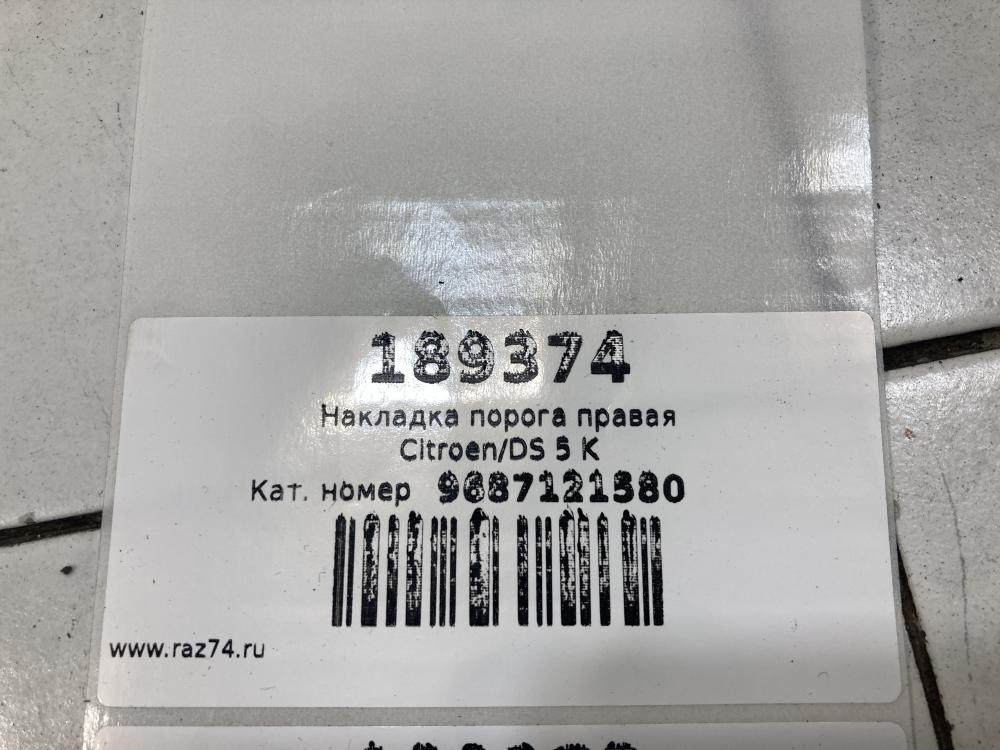 189374
Накладка порога правая
Citroen/DS 5 K
Кат. номер 9687121580
www.raz74.ru